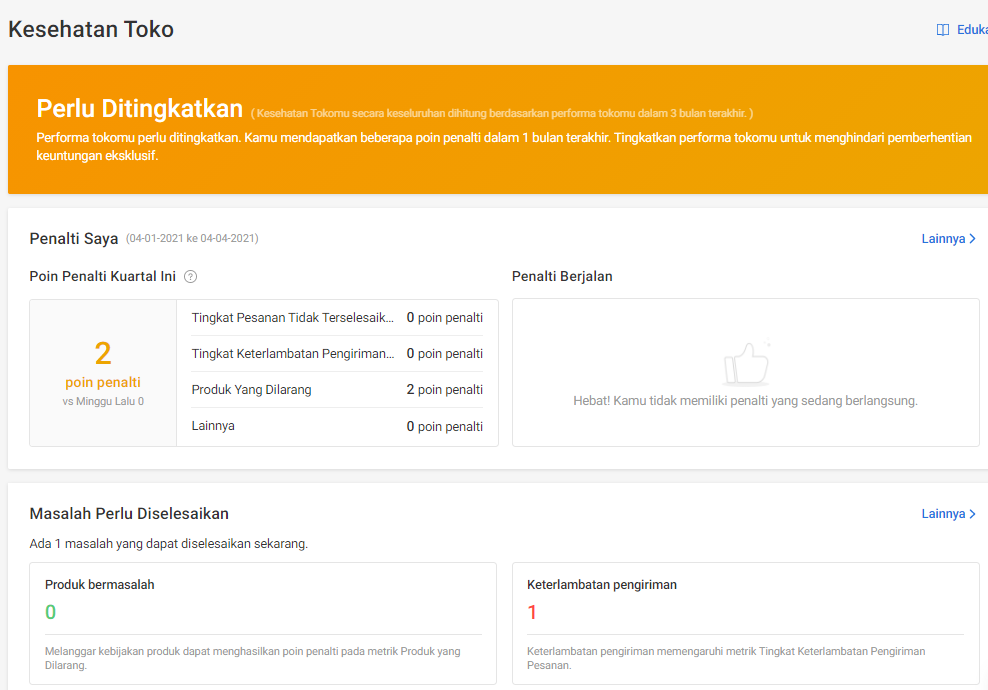 Kesehatan Toko
Eduka
Perlu Ditingkatkan ( Kesehatan Tokomu secara keseluruhan dihitung berdasarkan performa tokomu dalam 3 bulan terakhir. )
Performa tokomu perlu ditingkatkan. Kamu mendapatkan beberapa poin penalti dalam 1 bulan terakhir. Tingkatkan performa tokomu untuk menghindari pemberhentian
keuntungan eksklusif.
Penalti Saya (04-01-2021 ke 04-04-2021)
Lainnya
Poin Penalti Kuartal Ini ?
2
poin penalti
vs Minggu Lalu 0
Tingkat Pesanan Tidak Terselesaik... 0 poin penalti
Tingkat Keterlambatan Pengiriman... 0 poin penalti
Produk Yang Dilarang 2 poin penalti
Lainnya 0 poin penalti
Penalti Berjalan
Hebat! Kamu tidak memiliki penalti yang sedang berlangsung.
Masalah Perlu Diselesaikan
Lainnya
Ada 1 masalah yang dapat diselesaikan sekarang.
Produk bermasalah
0
Melanggar kebijakan produk dapat menghasilkan poin penalti pada metrik Produk yang
Dilarang.
Keterlambatan pengiriman
1
Keterlambatan pengiriman memengaruhi metrik Tingkat Keterlambatan Pengiriman
Pesanan.